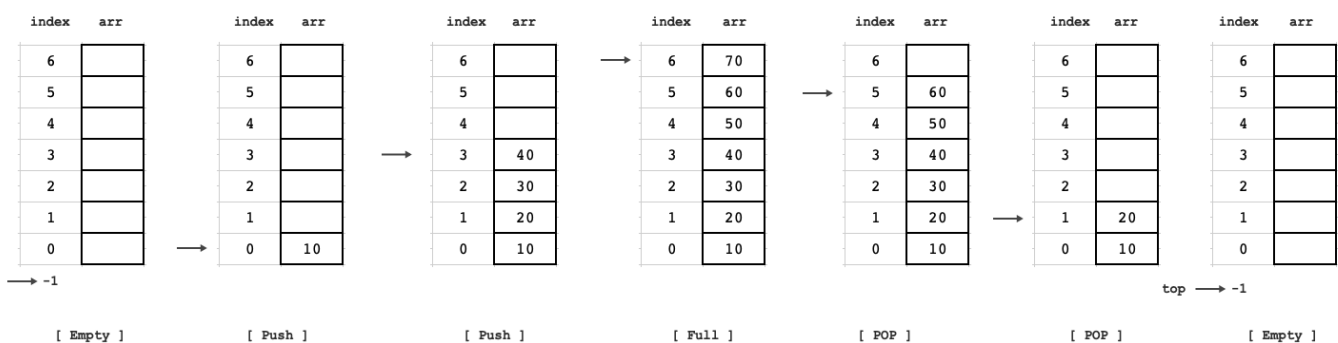 index arr index arr index arr index arr index arr index arr index arr
6 6 6 6 70 6 6 6
5 5 5 5 60 5 60 5 5
4 4 4 4 50 4 50 4 4
3 3 3 40 3 40 3 40 3 3
2 2 2 30 2 30 2 30 2 2
1 1 1 20 1 20 1 20 1 20 1
0 0 10 0 10 0 10 0 10 0 10 0
-1 top -1
[ Empty ] [ Push ] [ Push ] [ Full ] [ POP ] [ POP ] [ Empty ]